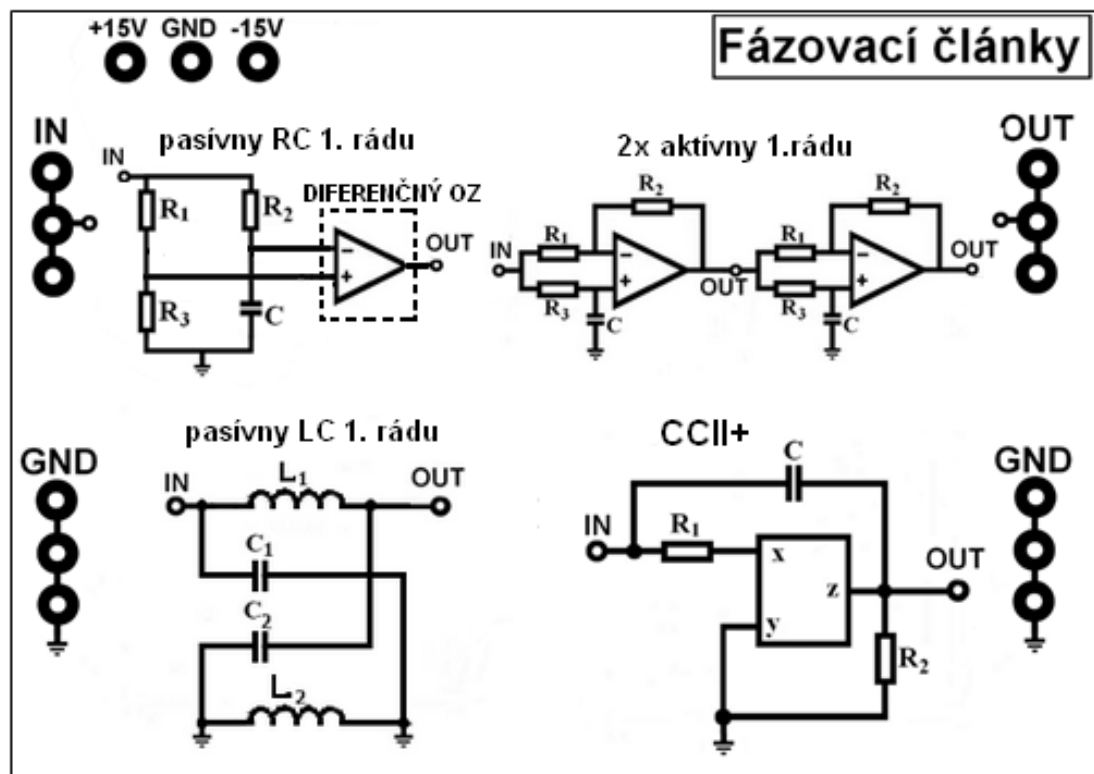 +15V GND -15V
Fázovací články
IN
OUT
pasívny RC 1. rádu
IN
R1
R2
R3
C
DIFERENČNÝ OZ
−
+
OUT
2x aktívny 1.rádu
IN
R1
R2
R3
C
−
+
OUT
R1
R2
R3
C
−
+
OUT
GND
pasívny LC 1. rádu
IN
L1
OUT
C1
C2
L2
CCII+
C
IN
R1
x
y
z
OUT
R2
GND